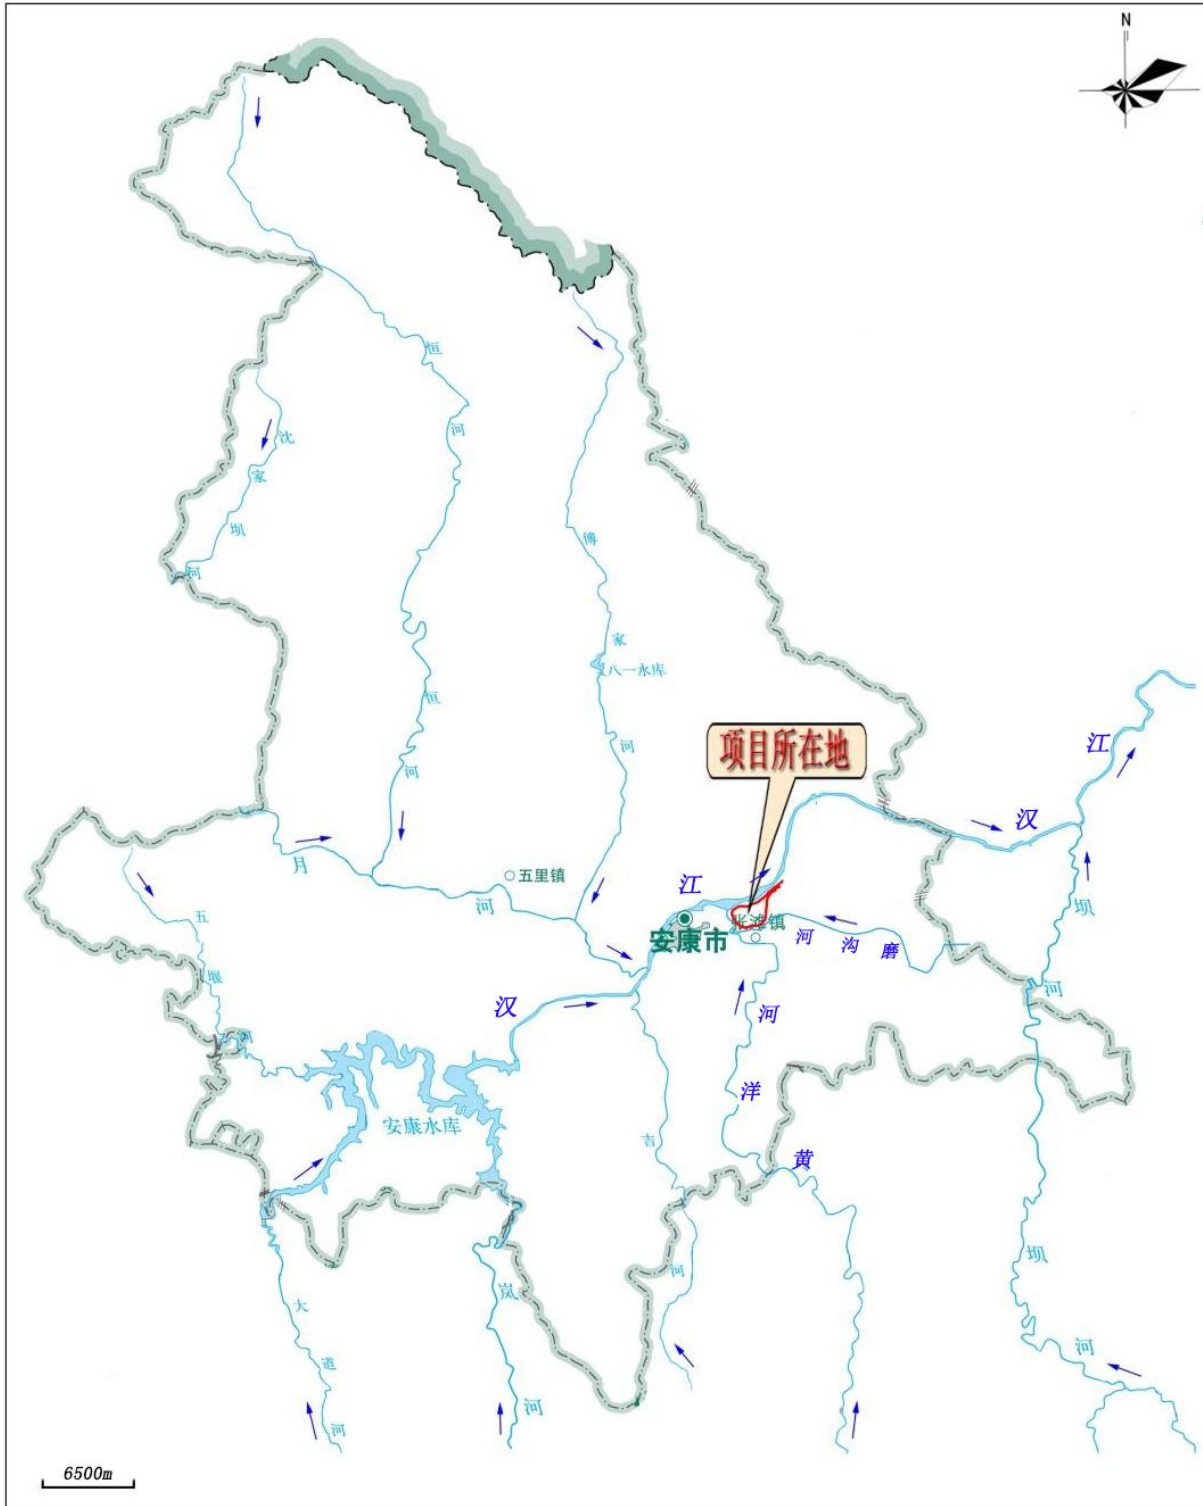 N
恒
河
沈
家
坝
河
傅
家
八一水库
恒
河
河
项目所在地
江
汉
月
河
五里镇
江
张滩镇
安康市
河沟磨
坝
河
五
堰
河
汉
河
洋
黄
安康水库
吉
河
大
道
河
岚
河
坝
河
6500m